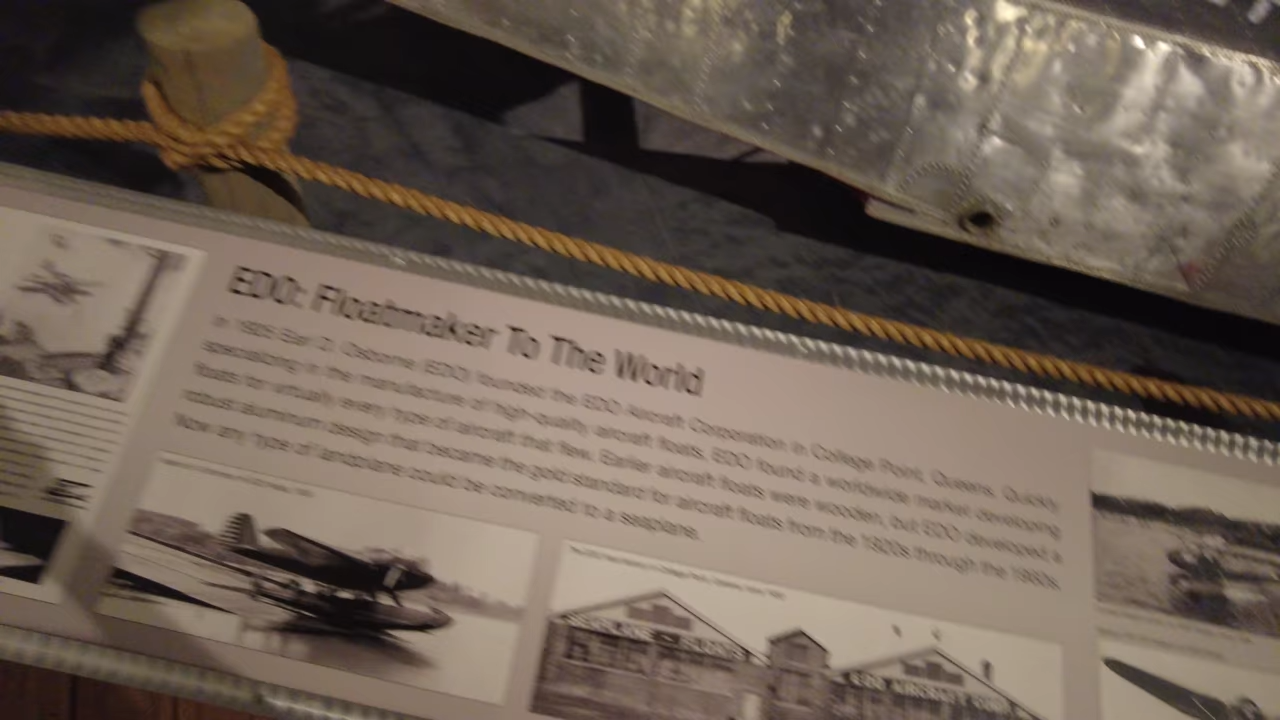 EDO: Floatmaker To The World
In 1925 Earl D. Osborne (EDO) founded the EDO Aircraft Corporation in College Point, Queens. Quickly
specializing in the manufacture of high-quality aircraft floats, EDO found a worldwide market developing
floats for virtually every type of aircraft that flew. Earlier aircraft floats were wooden, but EDO developed a
robust aluminum design that became the gold standard for aircraft floats from the 1920s through the 1960s.
Now any type of landplane could be converted to a seaplane.
EDO AIRCRAFT